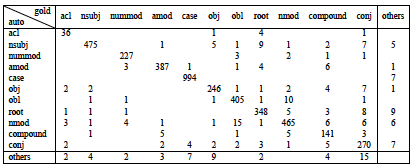 gold
auto acl nsubj nummod amod case obj obl root nmod compound conj others
acl 36 1 4 1
nsubj 475 1 5 1 9 1 2 7 5
nummod 227 3 2 1 1
amod 3 387 1 1 4 6 1
case 994 7
obj 2 2 246 1 1 2 4 7 1
obl 1 1 1 405 1 10 1
root 1 1 1 348 5 3 8 9
nmod 3 1 4 1 1 15 1 465 6 6 6
compound 1 5 1 5 141 3
conj 2 2 4 2 2 3 1 5 270 7
others 2 4 2 3 7 9 2 4 15